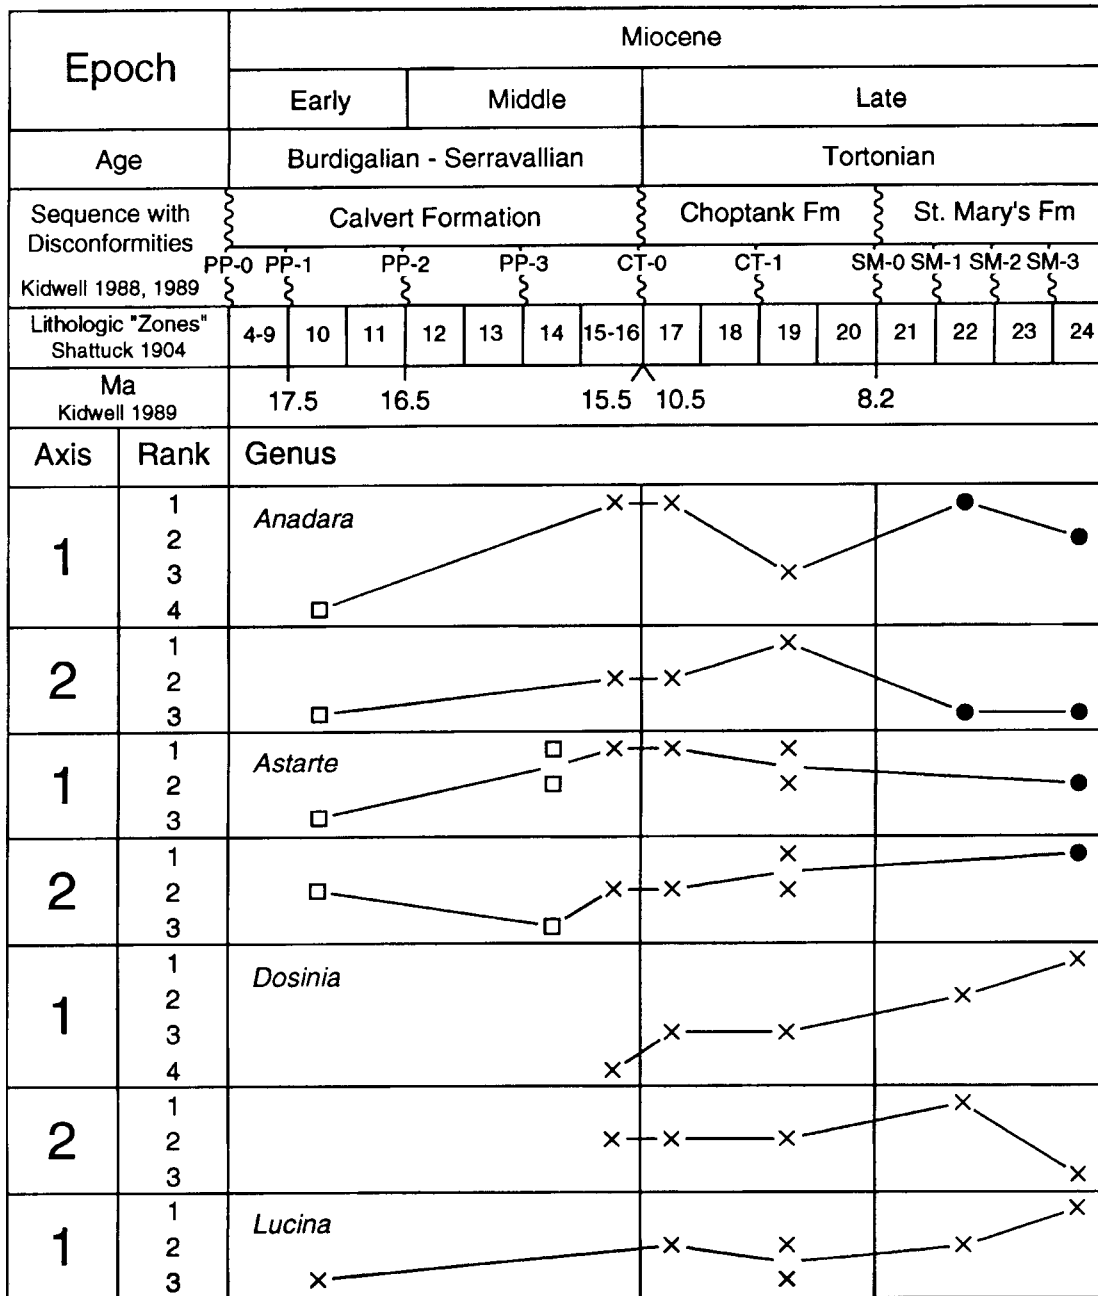 Epoch
Miocene
Early Middle Late
Age Burdigalian - Serravallian Tortonian
Sequence with
Disconformities
Kidwell 1988, 1989
Calvert Formation Choptank Fm St. Mary's Fm
PP-0 PP-1 PP-2 PP-3 CT-0 CT-1 SM-0 SM-1 SM-2 SM-3
Lithologic "Zones"
Shattuck 1904
4-9 10 11 12 13 14 15-16 17 18 19 20 21 22 23 24
Ma
Kidwell 1989
17.5 16.5 15.5 10.5 8.2
Axis Rank Genus
1
1
2
3
4
Anadara
2
1
2
3
1
1
2
3
Astarte
2
1
2
3
1
1
2
3
4
Dosinia
2
1
2
3
1
1
2
3
Lucina